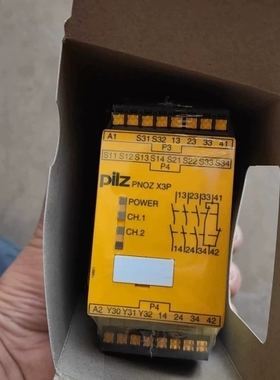 A1 S31 S32 13 23 33 41
P3
S11 S12 S13 S14 S21 S22 S33 S34
P4
pilz PNOZ X3P
13 23 33 41
POWER
CH.1
CH.2
14 24 34 42
P4
A2 Y30 Y31 Y32 14 24 34 42